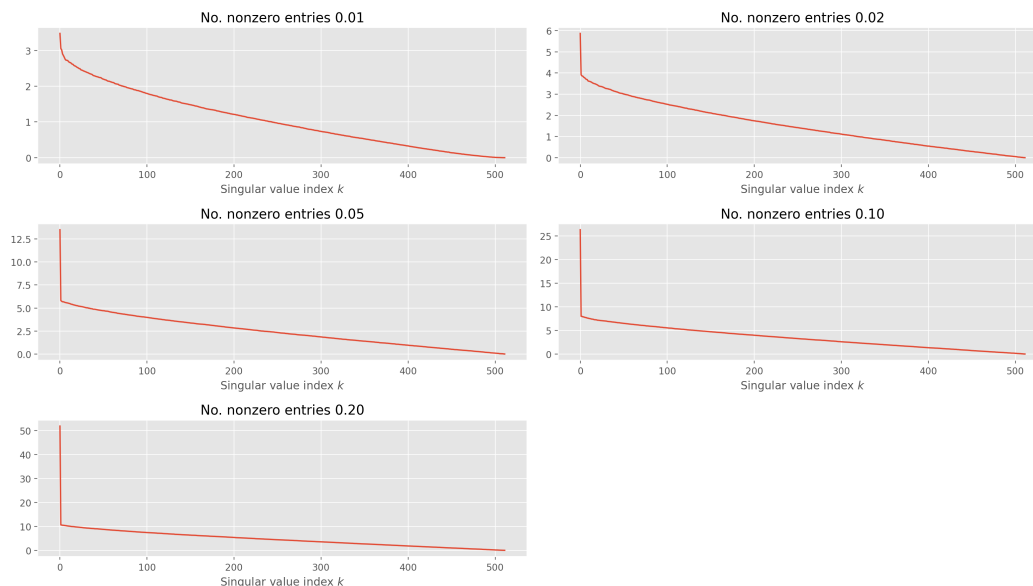 No. nonzero entries 0.01
3
2
1
0
0 100 200 300 400 500
Singular value index k
No. nonzero entries 0.02
6
5
4
3
2
1
0
0 100 200 300 400 500
Singular value index k
No. nonzero entries 0.05
12.5
10.0
7.5
5.0
2.5
0.0
0 100 200 300 400 500
Singular value index k
No. nonzero entries 0.10
25
20
15
10
5
0
0 100 200 300 400 500
Singular value index k
No. nonzero entries 0.20
50
40
30
20
10
0
0 100 200 300 400 500
Singular value index k